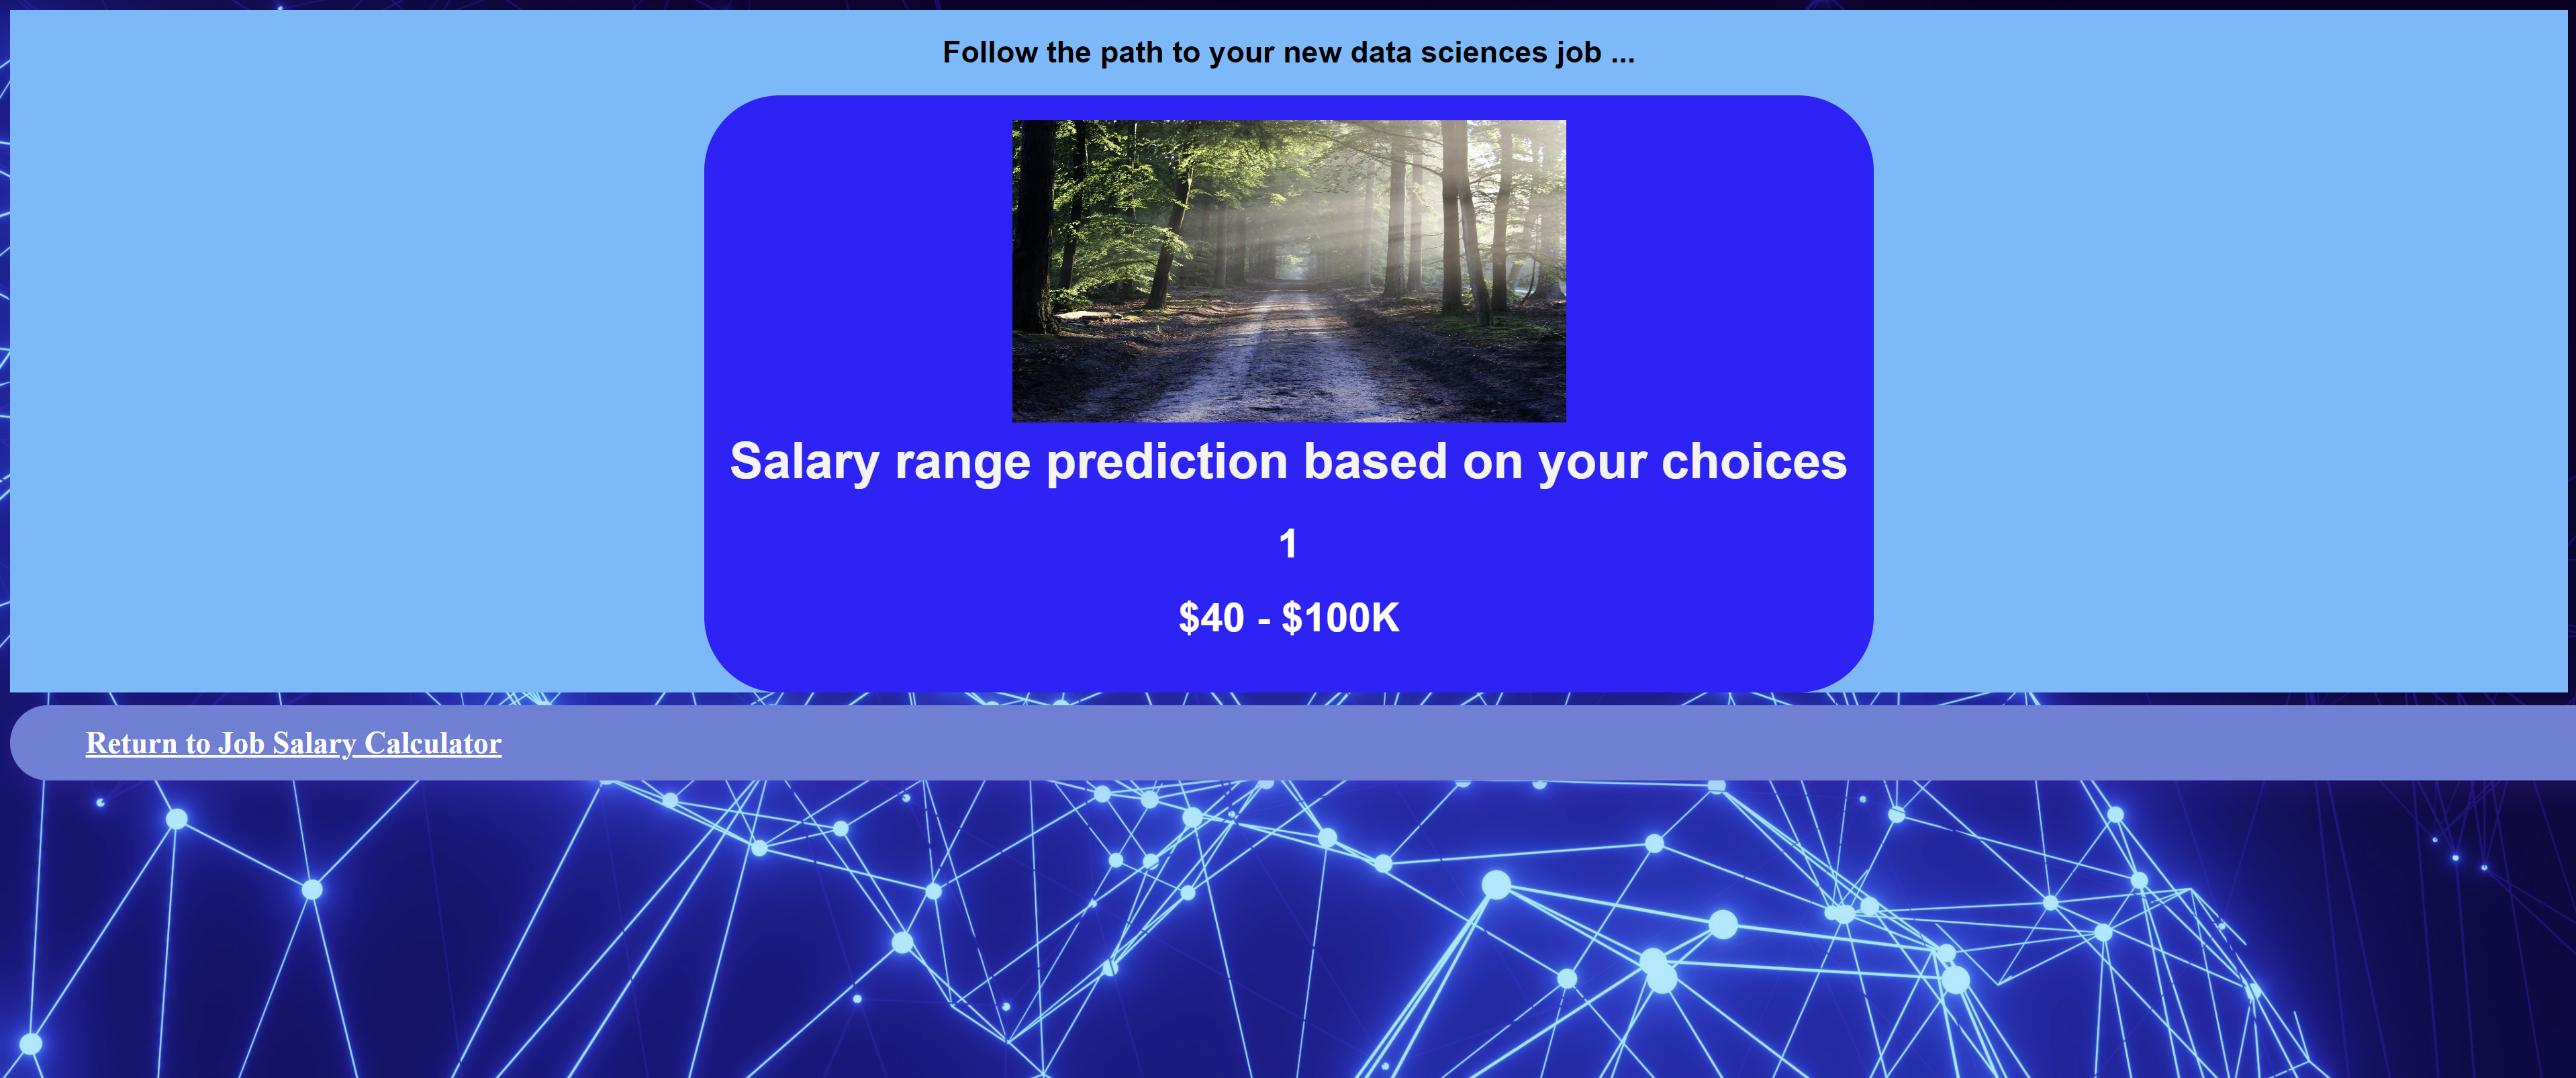 Follow the path to your new data sciences job ...
Salary range prediction based on your choices
1
$40 - $100K
Return to Job Salary Calculator